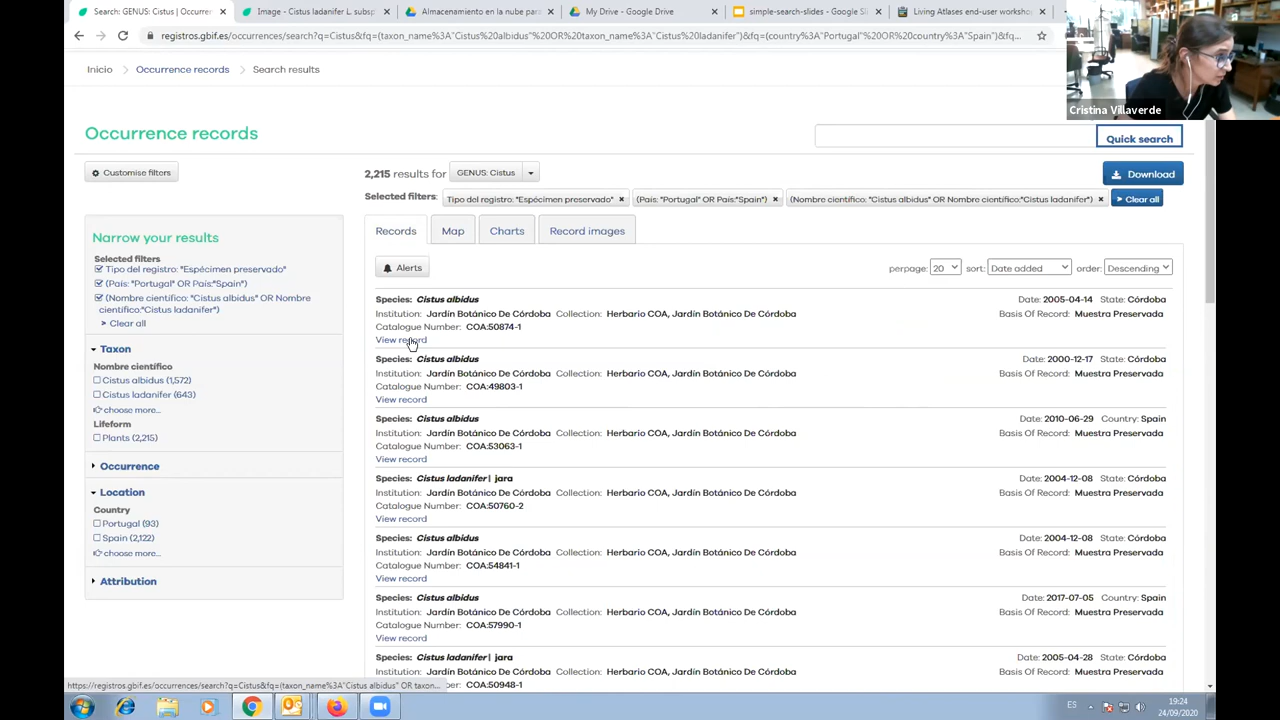 Search: GENUS: Cistus | Occurrenc
Image - Cistus ladanifer L. subsp
Almacenamiento en la nube para
My Drive - Google Drive
simple-search-slides - Google Sli
Living Atlases end-user worksho
registros.gbif.es/occurrences/search?q=Cistus&fq=(taxon_name%3A"Cistus%20albidus"%20OR%20taxon_name%3A"Cistus%20ladanifer")&fq=(country%3A"Portugal"%20OR%20country%3A"Spain")&fq...
Cristina Villaverde
Inicio > Occurrence records > Search results
Occurrence records
Quick search
Customise filters
2,215 results for GENUS: Cistus
Download
Selected filters: Tipo del registro: "Espécimen preservado" × (País: "Portugal" OR País:"Spain") × (Nombre científico: "Cistus albidus" OR Nombre científico:"Cistus ladanifer") × > Clear all
Narrow your results
Selected filters
Tipo del registro: "Espécimen preservado"
(País: "Portugal" OR País:"Spain")
(Nombre científico: "Cistus albidus" OR Nombre
científico:"Cistus ladanifer")
> Clear all
Taxon
Nombre científico
Cistus albidus (1,572)
Cistus ladanifer (643)
choose more...
Lifeform
Plants (2,215)
Occurrence
Location
Country
Portugal (93)
Spain (2,122)
choose more...
Attribution
Records Map Charts Record images
Alerts
perpage: 20 sort: Date added order: Descending
Species: Cistus albidus Date: 2005-04-14 State: Córdoba
Institution: Jardín Botánico De Córdoba Collection: Herbario COA, Jardín Botánico De Córdoba Basis Of Record: Muestra Preservada
Catalogue Number: COA:50874-1
View record
Species: Cistus albidus Date: 2000-12-17 State: Córdoba
Institution: Jardín Botánico De Córdoba Collection: Herbario COA, Jardín Botánico De Córdoba Basis Of Record: Muestra Preservada
Catalogue Number: COA:49803-1
View record
Species: Cistus albidus Date: 2010-06-29 Country: Spain
Institution: Jardín Botánico De Córdoba Collection: Herbario COA, Jardín Botánico De Córdoba Basis Of Record: Muestra Preservada
Catalogue Number: COA:53063-1
View record
Species: Cistus ladanifer | jara Date: 2004-12-08 State: Córdoba
Institution: Jardín Botánico De Córdoba Collection: Herbario COA, Jardín Botánico De Córdoba Basis Of Record: Muestra Preservada
Catalogue Number: COA:50760-2
View record
Species: Cistus albidus Date: 2004-12-08 State: Córdoba
Institution: Jardín Botánico De Córdoba Collection: Herbario COA, Jardín Botánico De Córdoba Basis Of Record: Muestra Preservada
Catalogue Number: COA:54841-1
View record
Species: Cistus albidus Date: 2017-07-05 Country: Spain
Institution: Jardín Botánico De Córdoba Collection: Herbario COA, Jardín Botánico De Córdoba Basis Of Record: Muestra Preservada
Catalogue Number: COA:57990-1
View record
Species: Cistus ladanifer | jara Date: 2005-04-28 State: Córdoba
Institution: Jardín Botánico De Córdoba Collection: Herbario COA, Jardín Botánico De Córdoba Basis Of Record: Muestra Preservada
mber: COA:50948-1
https://registros.gbif.es/occurrences/search?q=Cistus&fq=(taxon_name%3A"Cistus albidus" OR taxon...
ES
19:24
24/09/2020